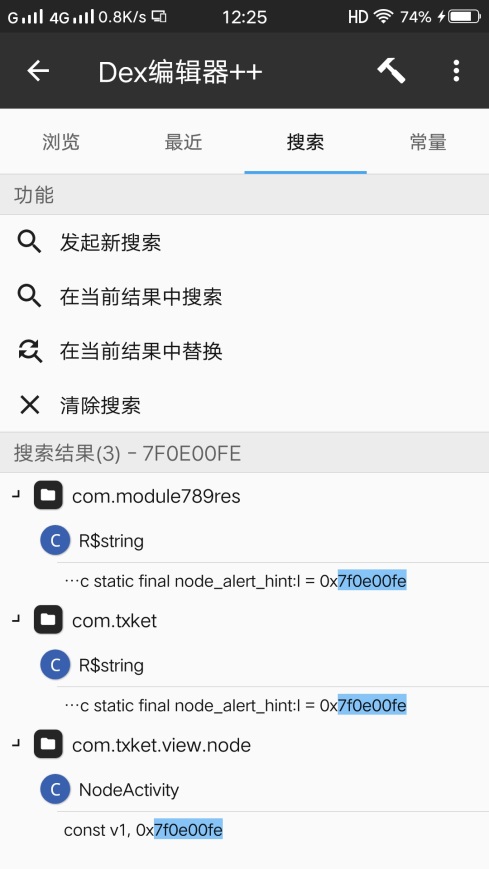 G 4G 0.8K/s 12:25 HD 74%
Dex编辑器++
浏览 最近 搜索 常量
功能
发起新搜索
在当前结果中搜索
在当前结果中替换
清除搜索
搜索结果(3) - 7F0E00FE
com.module789res
C R$string
···c static final node_alert_hint:I = 0x7f0e00fe
com.txket
C R$string
···c static final node_alert_hint:I = 0x7f0e00fe
com.txket.view.node
C NodeActivity
const v1, 0x7f0e00fe